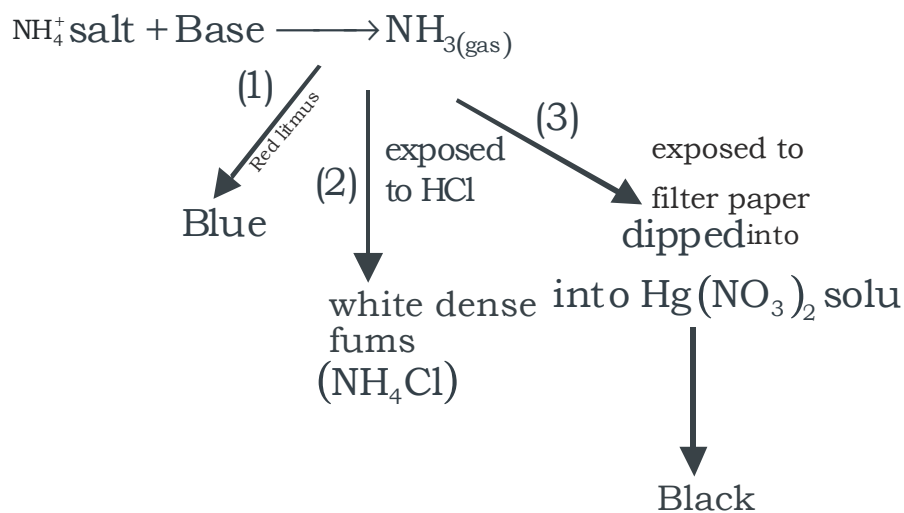 NH₄⁺ salt + Base ⟶ NH₃(gas)
(1)
Red litmus
Blue
(2)
exposed
to HCl
white dense
fums
(NH₄Cl)
(3)
exposed to
filter paper
dipped into
into Hg(NO₃)₂ solu
Black